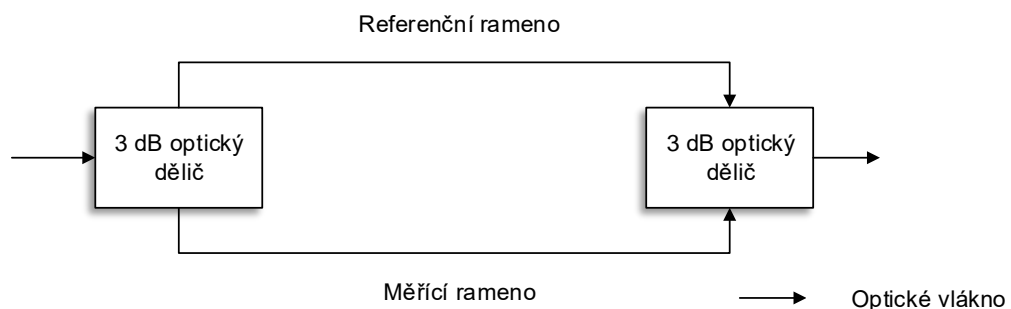 Referenční rameno
3 dB optický
dělič
3 dB optický
dělič
Měřící rameno
Optické vlákno